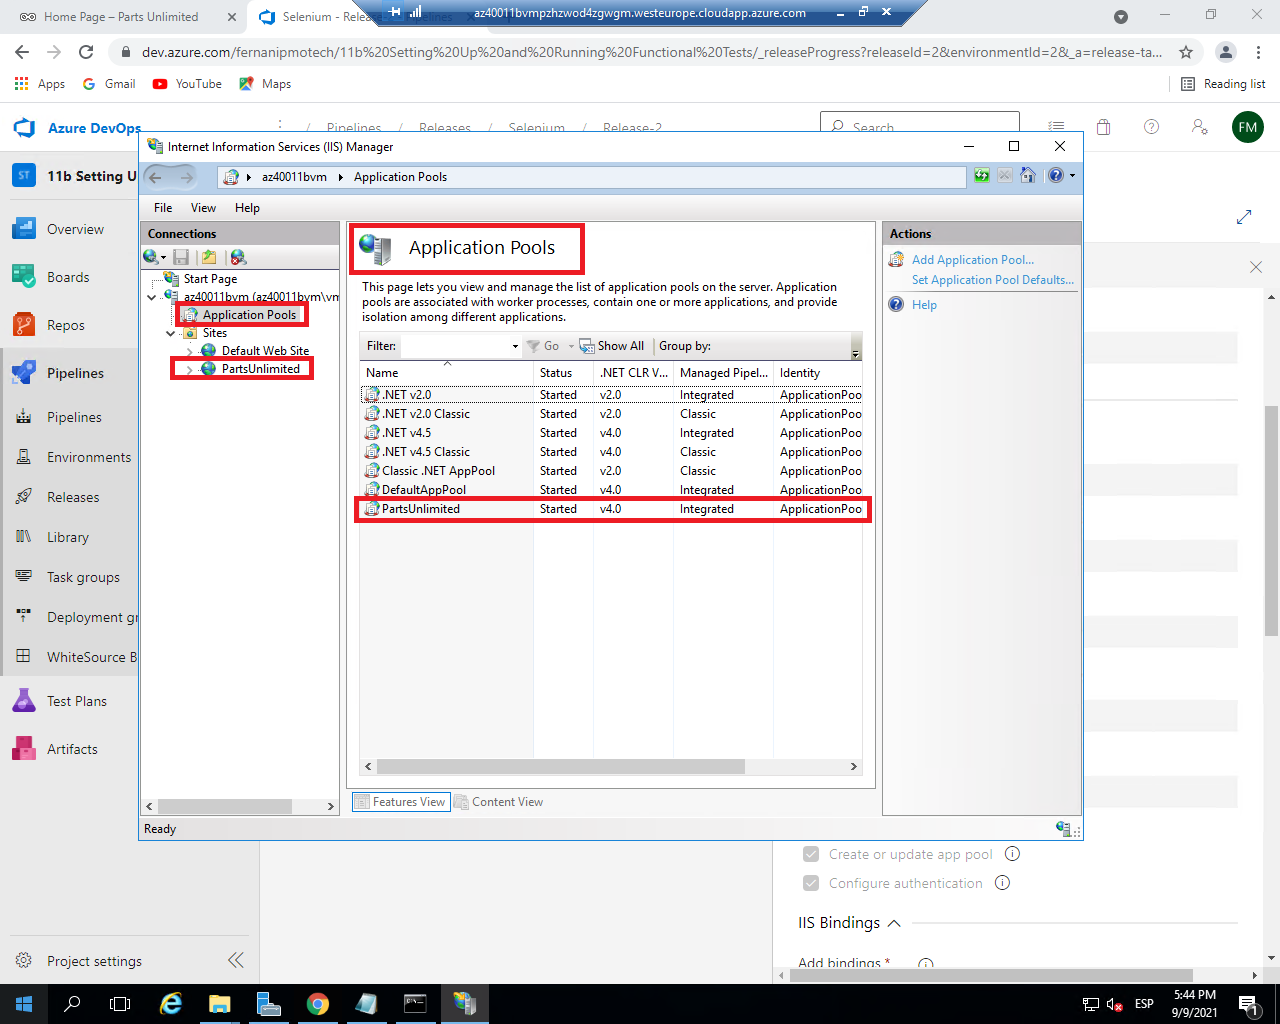 Home Page – Parts Unlimited
Selenium - Release
Pipelines
az40011bvmpzhzwod4zgwgm.westeurope.cloudapp.azure.com
dev.azure.com/fernanipmotech/11b%20Setting%20Up%20and%20Running%20Functional%20Tests/_releaseProgress?releaseId=2&environmentId=2&_a=release-ta...
Apps
Gmail
YouTube
Maps
Reading list
Azure DevOps
/ Pipelines / Releases / Selenium / Release-2
Search
FM
ST
11b Setting U
Overview
Boards
Repos
Pipelines
Pipelines
Environments
Releases
Library
Task groups
Deployment gr
WhiteSource B
Test Plans
Artifacts
Project settings
Internet Information Services (IIS) Manager
az40011bvm
Application Pools
File View Help
Connections
Start Page
az40011bvm (az40011bvm\vm
Application Pools
Sites
Default Web Site
PartsUnlimited
Application Pools
This page lets you view and manage the list of application pools on the server. Application
pools are associated with worker processes, contain one or more applications, and provide
isolation among different applications.
Filter: Go Show All Group by:
Name Status .NET CLR V... Managed Pipel... Identity
.NET v2.0 Started v2.0 Integrated ApplicationPoo
.NET v2.0 Classic Started v2.0 Classic ApplicationPoo
.NET v4.5 Started v4.0 Integrated ApplicationPoo
.NET v4.5 Classic Started v4.0 Classic ApplicationPoo
Classic .NET AppPool Started v2.0 Classic ApplicationPoo
DefaultAppPool Started v4.0 Integrated ApplicationPoo
PartsUnlimited Started v4.0 Integrated ApplicationPoo
Features View
Content View
Actions
Add Application Pool...
Set Application Pool Defaults...
Help
Ready
Create or update app pool
Configure authentication
IIS Bindings
Add bindings *
ESP
5:44 PM
9/9/2021
1